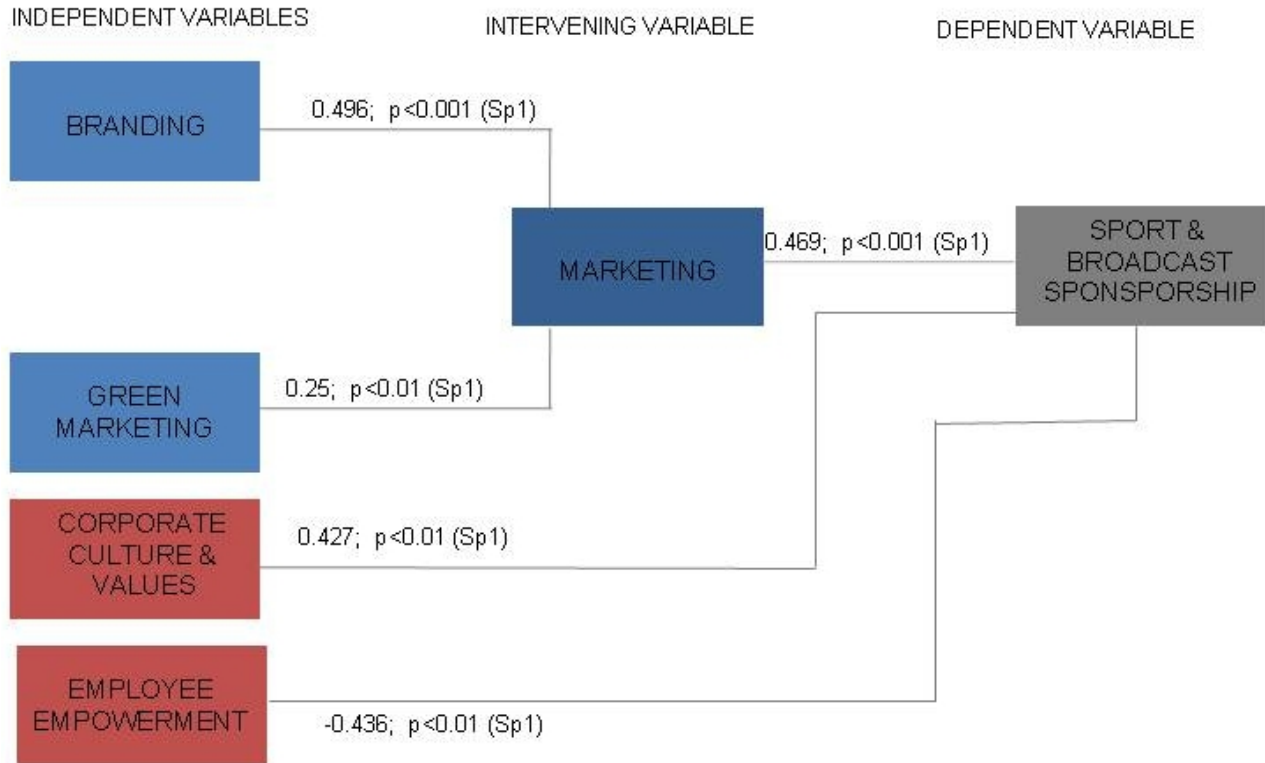 INDEPENDENT VARIABLES
INTERVENING VARIABLE
DEPENDENT VARIABLE
BRANDING
0.496; p<0.001 (Sp1)
MARKETING
0.469; p<0.001 (Sp1)
SPORT &
BROADCAST
SPONSPORSHIP
GREEN
MARKETING
0.25; p<0.01 (Sp1)
CORPORATE
CULTURE &
VALUES
0.427; p<0.01 (Sp1)
EMPLOYEE
EMPOWERMENT
-0.436; p<0.01 (Sp1)